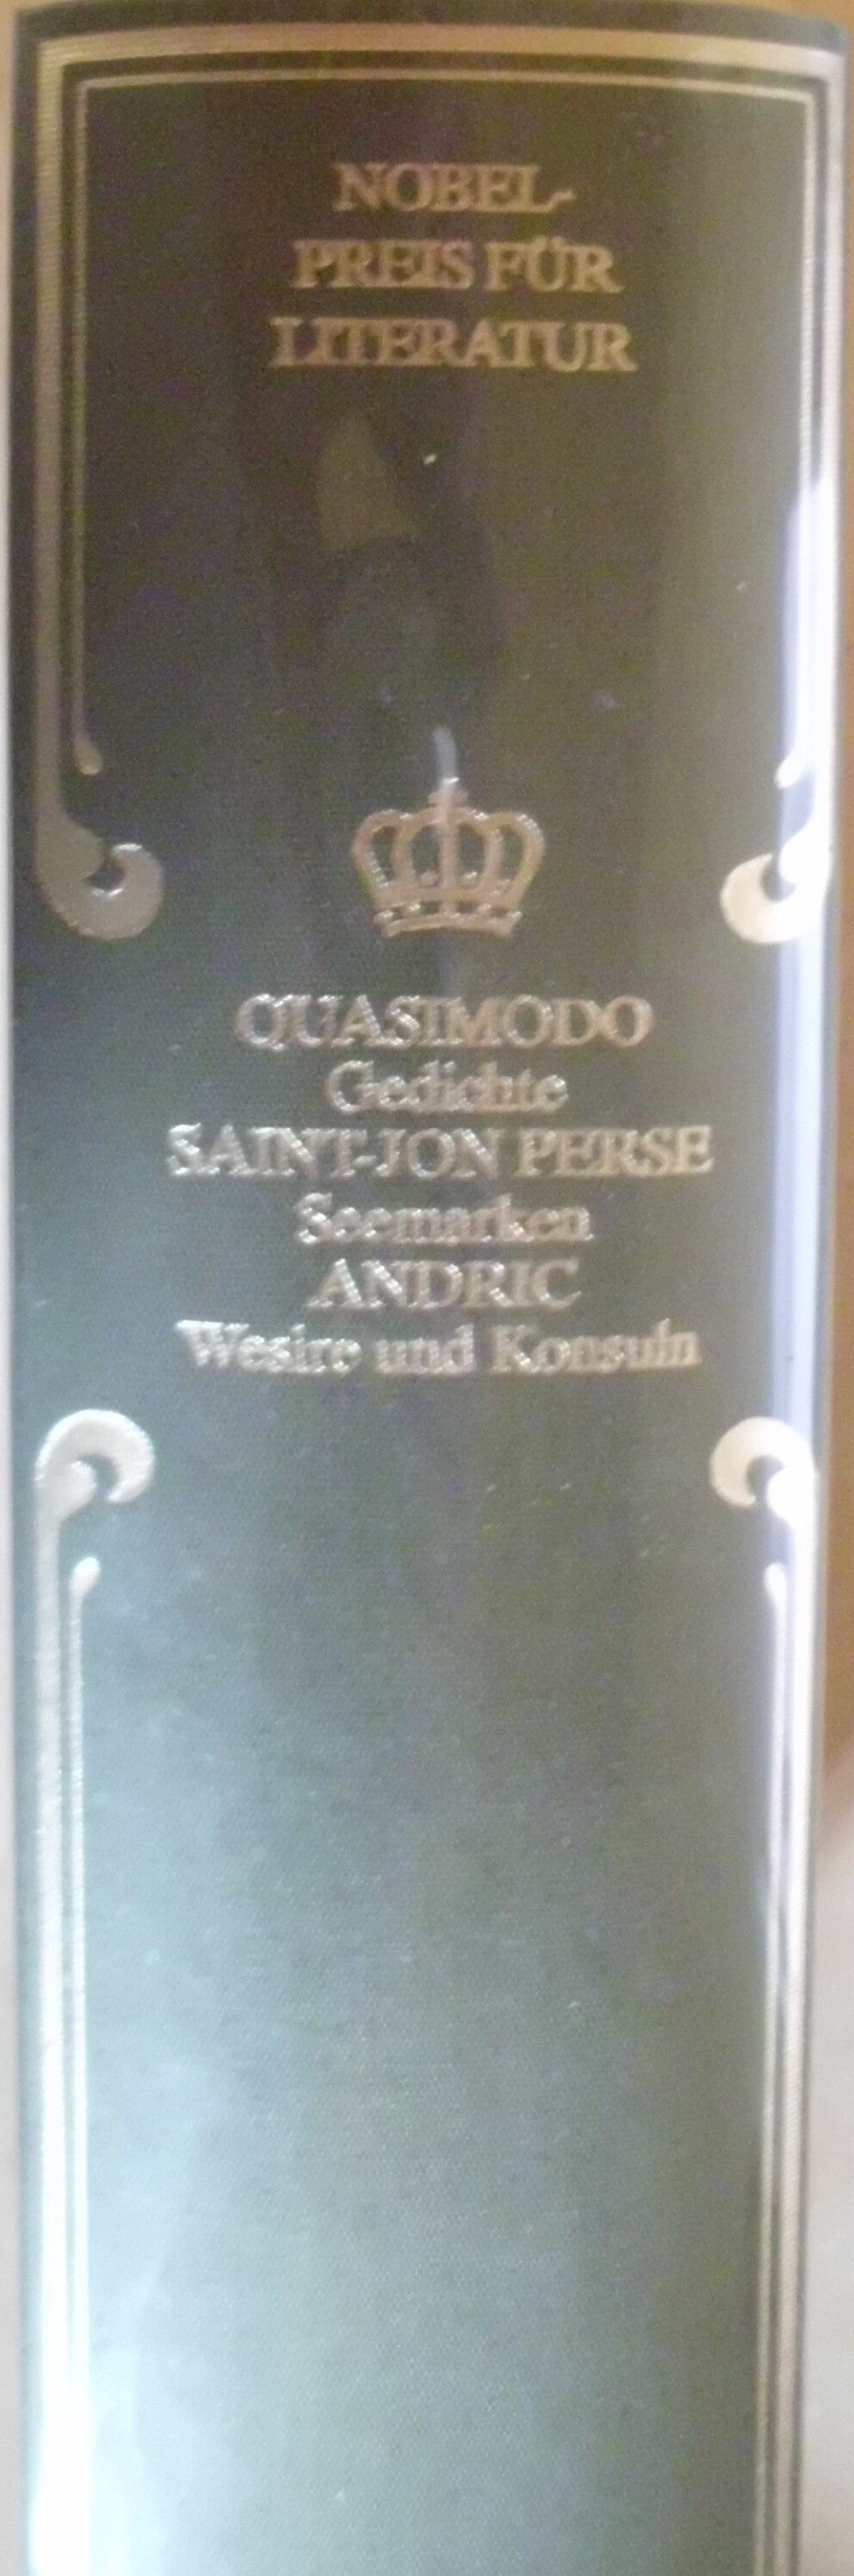 NOBEL-
PREIS FÜR
LITERATUR
QUASIMODO
Gedichte
SAINT-JON PERSE
Seemarken
ANDRIC
Wesire und Konsuln